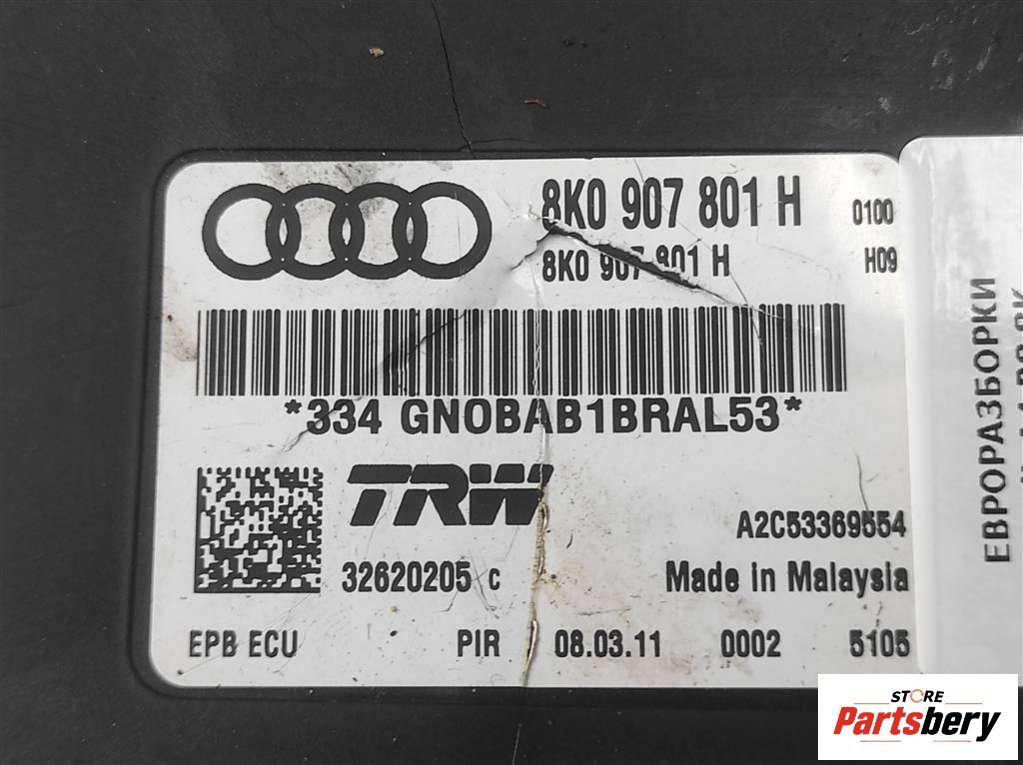 8K0 907 801 H 0100
8K0 907 801 H H09
*334 GNOBAB1BRAL53*
TRW
A2C53369554
32620205 C Made in Malaysia
EPB ECU PIR 08.03.11 0002 5105
ЕВРОРАЗБОРКИ
STORE
Partsbery